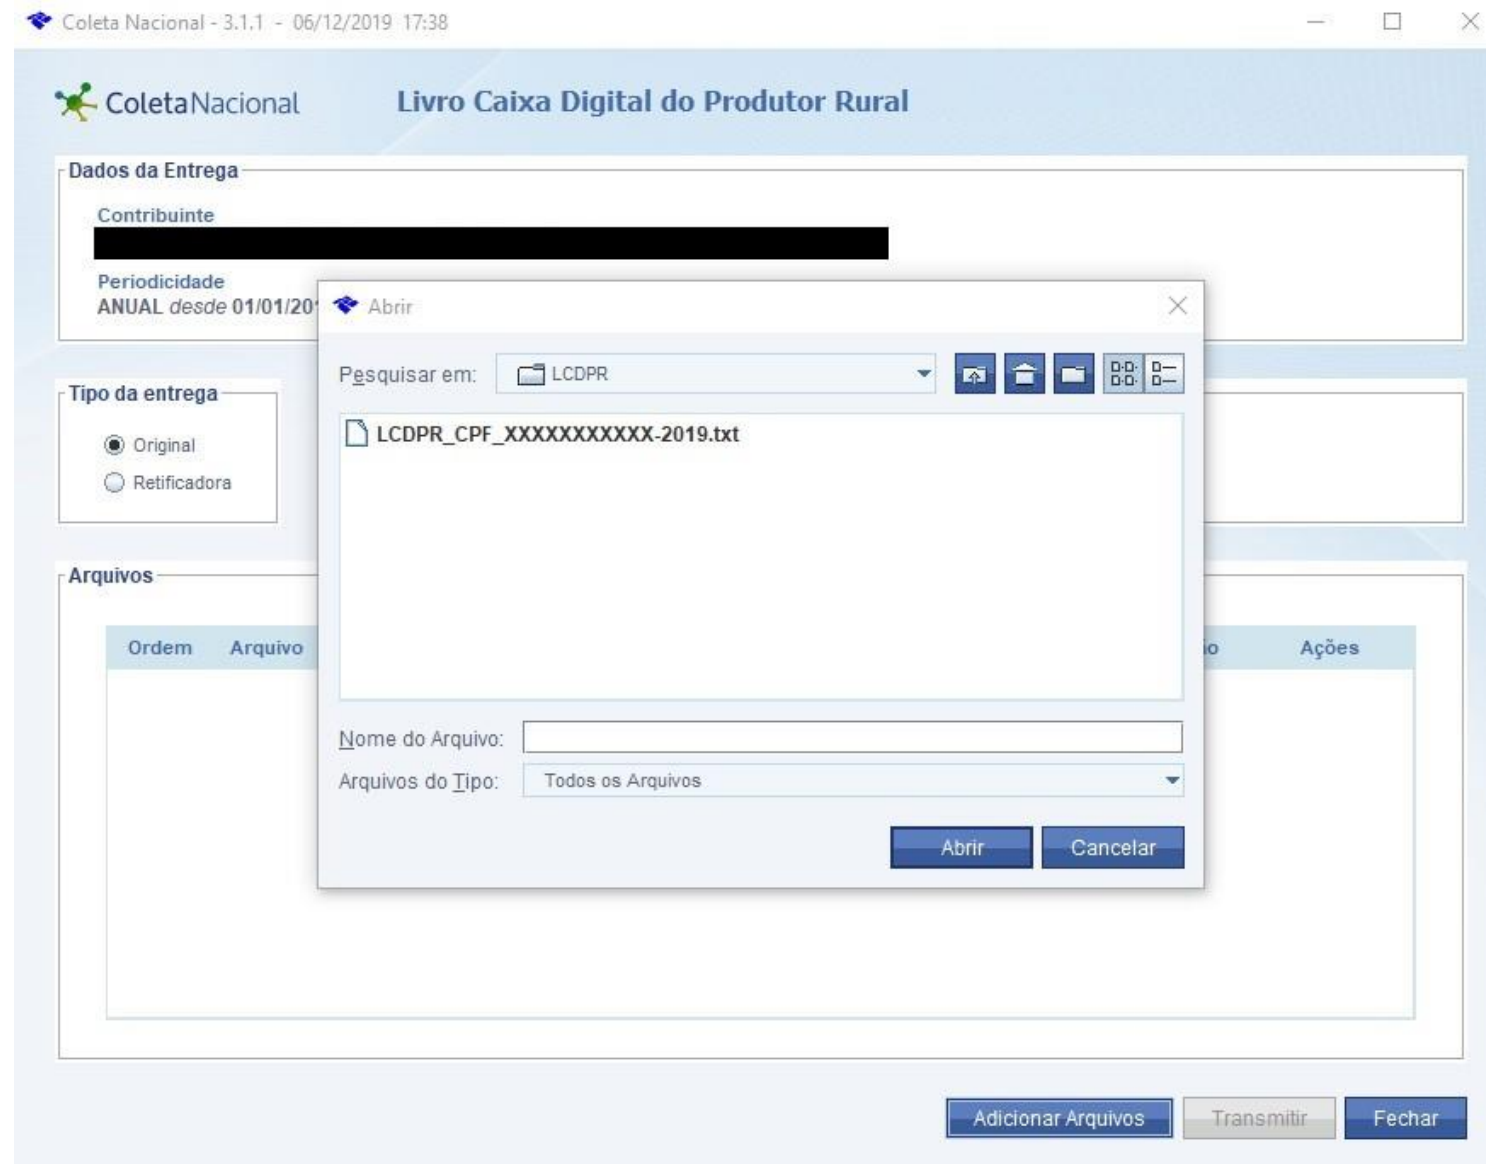 Coleta Nacional - 3.1.1 - 06/12/2019 17:38
ColetaNacional
Livro Caixa Digital do Produtor Rural
Dados da Entrega
Contribuinte
Periodicidade
ANUAL desde 01/01/201
Abrir
Pesquisar em:
LCDPR
Tipo da entrega
LCDPR_CPF_XXXXXXXXXXX-2019.txt
Original
Retificadora
Arquivos
Ordem Arquivo
Ações
Nome do Arquivo:
Arquivos do Tipo: Todos os Arquivos
Abrir Cancelar
Adicionar Arquivos Transmitir Fechar